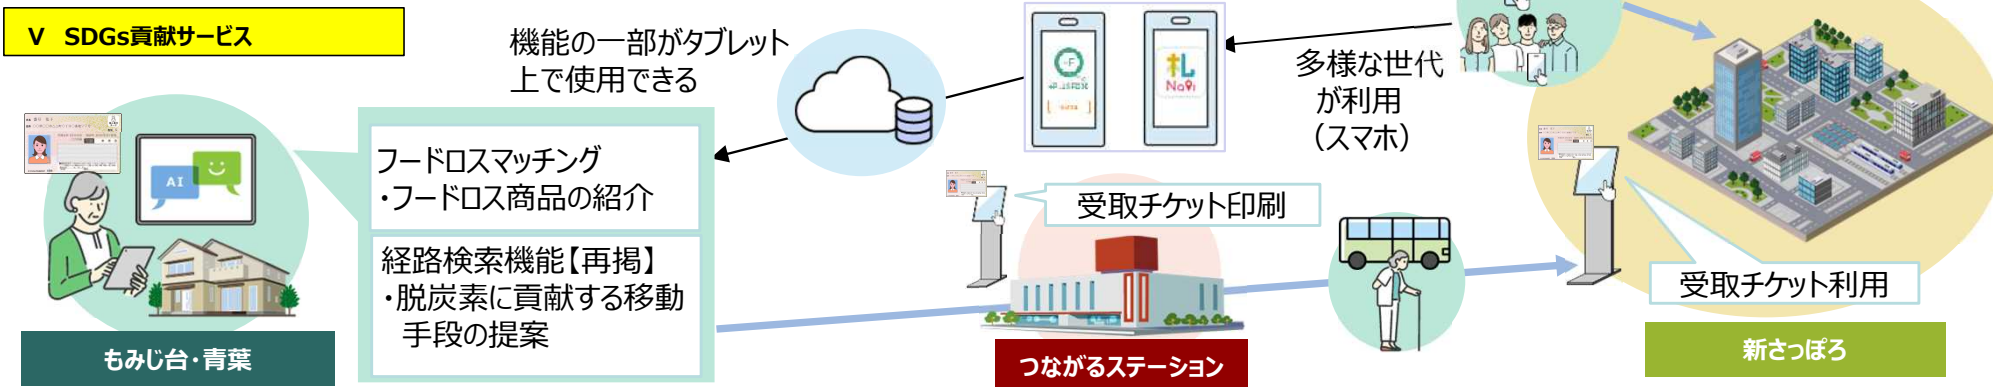 Ⅴ SDGs貢献サービス
機能の一部がタブレット
上で使用できる
多様な世代
が利用
（スマホ）
札
Navi
AI
フードロスマッチング
・フードロス商品の紹介
経路検索機能【再掲】
・脱炭素に貢献する移動
手段の提案
受取チケット印刷
受取チケット利用
もみじ台・青葉
つながるステーション
新さっぽろ